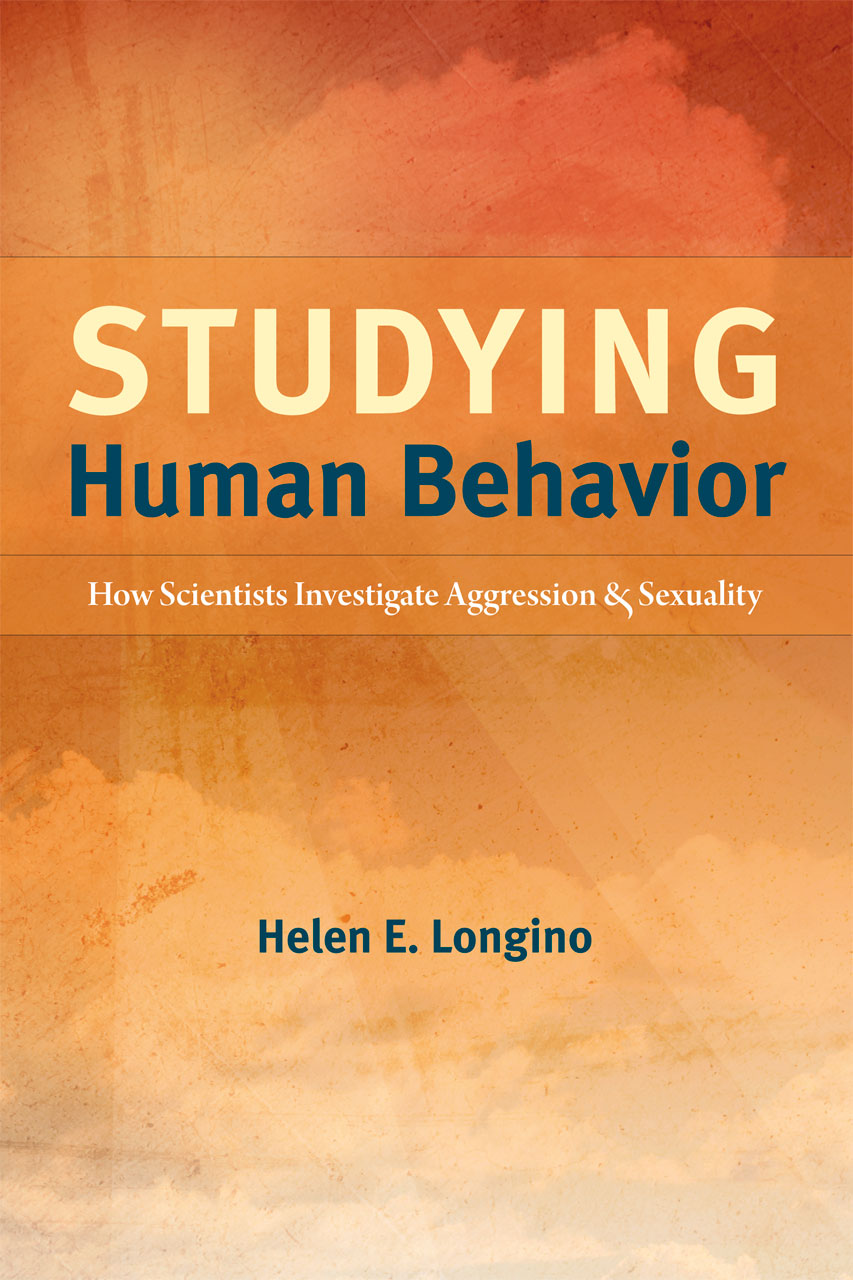 STUDYING
Human Behavior
How Scientists Investigate Aggression & Sexuality
Helen E. Longino